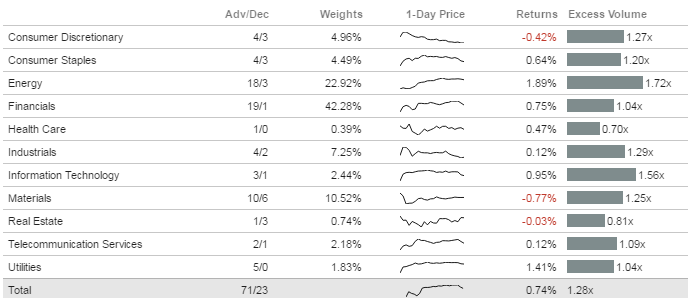 Adv/Dec Weights 1-Day Price Returns Excess Volume
Consumer Discretionary 4/3 4.96% -0.42% 1.27x
Consumer Staples 4/3 4.49% 0.64% 1.20x
Energy 18/3 22.92% 1.89% 1.72x
Financials 19/1 42.28% 0.75% 1.04x
Health Care 1/0 0.39% 0.47% 0.70x
Industrials 4/2 7.25% 0.12% 1.29x
Information Technology 3/1 2.44% 0.95% 1.56x
Materials 10/6 10.52% -0.77% 1.25x
Real Estate 1/3 0.74% -0.03% 0.81x
Telecommunication Services 2/1 2.18% 0.12% 1.09x
Utilities 5/0 1.83% 1.41% 1.04x
Total 71/23 0.74% 1.28x